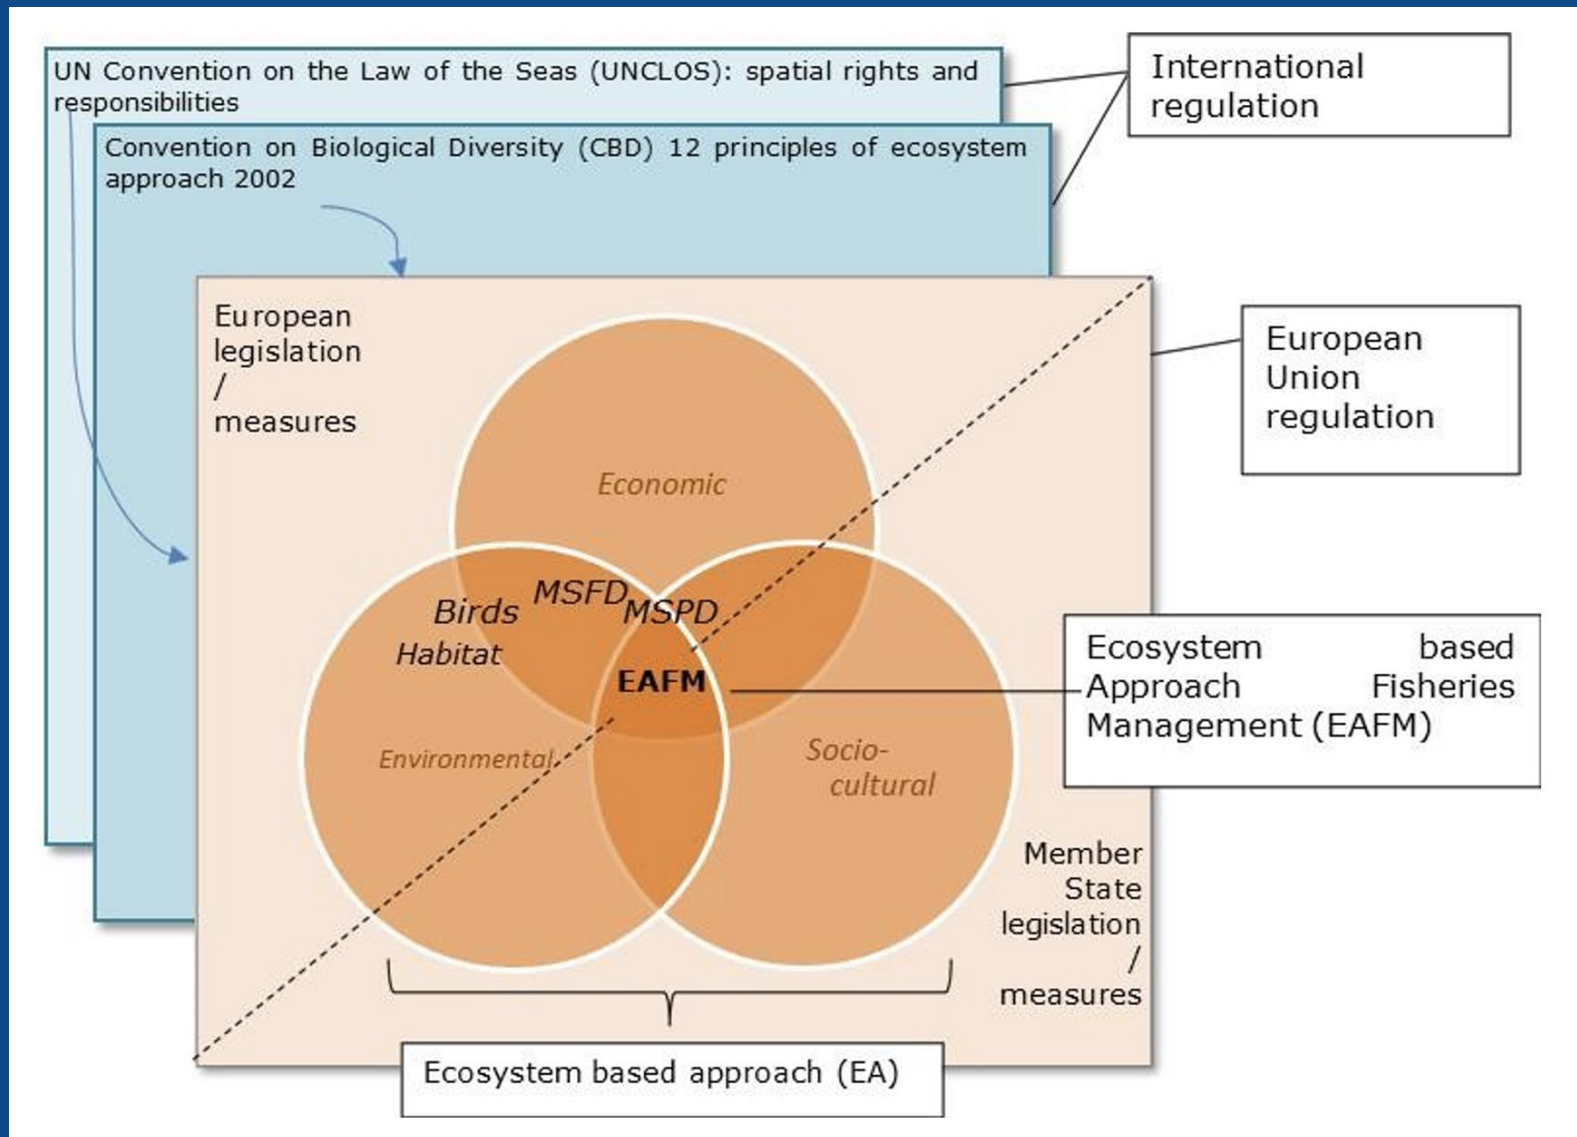 UN Convention on the Law of the Seas (UNCLOS): spatial rights and
responsibilities
International
regulation
Convention on Biological Diversity (CBD) 12 principles of ecosystem
approach 2002
European
legislation
/
measures
European
Union
regulation
Economic
MSFD
Birds
MSPD
Habitat
EAFM
Ecosystem based
Approach Fisheries
Management (EAFM)
Environmental
Socio-
cultural
Member
State
legislation
/
measures
Ecosystem based approach (EA)